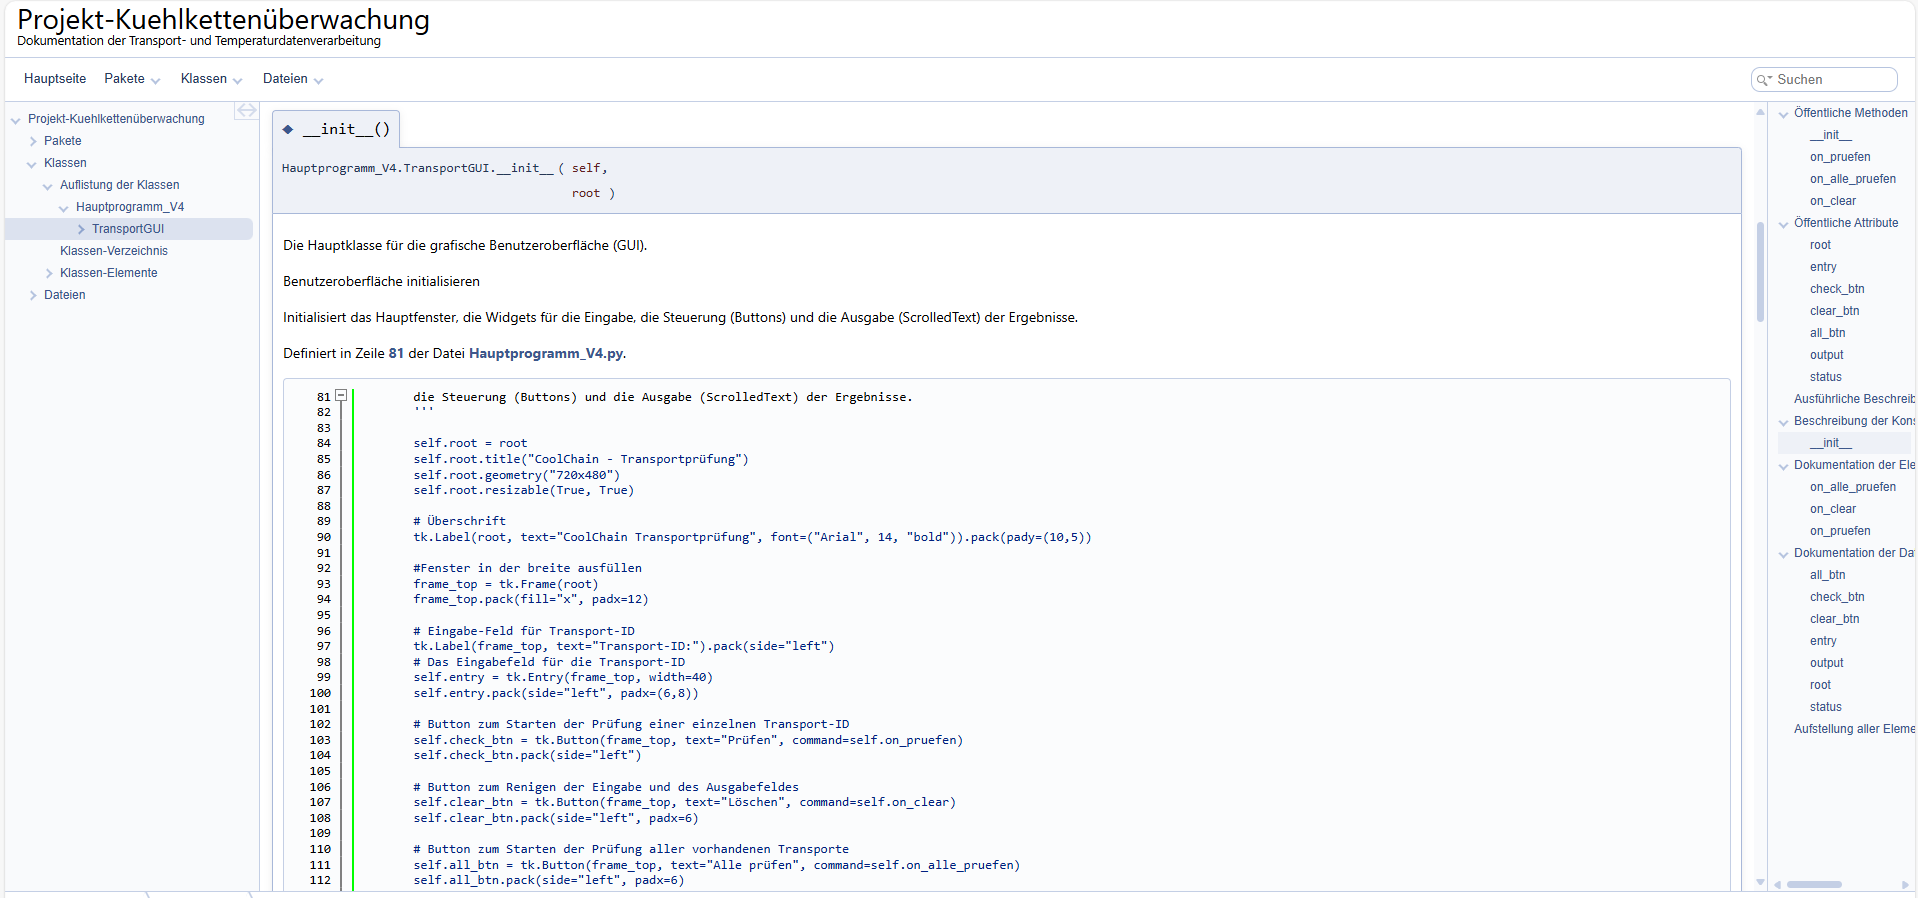 Projekt-Kuehlkettenüberwachung
Dokumentation der Transport- und Temperaturdatenverarbeitung
Hauptseite Pakete Klassen Dateien Suchen
Projekt-Kuehlkettenüberwachung
Pakete
Klassen
Auflistung der Klassen
Hauptprogramm_V4
TransportGUI
Klassen-Verzeichnis
Klassen-Elemente
Dateien
◆ __init__()
Hauptprogramm_V4.TransportGUI.__init__ ( self,
root )
Die Hauptklasse für die grafische Benutzeroberfläche (GUI).
Benutzeroberfläche initialisieren
Initialisiert das Hauptfenster, die Widgets für die Eingabe, die Steuerung (Buttons) und die Ausgabe (ScrolledText) der Ergebnisse.
Definiert in Zeile 81 der Datei Hauptprogramm_V4.py.
81 die Steuerung (Buttons) und die Ausgabe (ScrolledText) der Ergebnisse.
82 '''
83
84 self.root = root
85 self.root.title("CoolChain - Transportprüfung")
86 self.root.geometry("720x480")
87 self.root.resizable(True, True)
88
89 # Überschrift
90 tk.Label(root, text="CoolChain Transportprüfung", font=("Arial", 14, "bold")).pack(pady=(10,5))
91
92 #Fenster in der breite ausfüllen
93 frame_top = tk.Frame(root)
94 frame_top.pack(fill="x", padx=12)
95
96 # Eingabe-Feld für Transport-ID
97 tk.Label(frame_top, text="Transport-ID:").pack(side="left")
98 # Das Eingabefeld für die Transport-ID
99 self.entry = tk.Entry(frame_top, width=40)
100 self.entry.pack(side="left", padx=(6,8))
101
102 # Button zum Starten der Prüfung einer einzelnen Transport-ID
103 self.check_btn = tk.Button(frame_top, text="Prüfen", command=self.on_pruefen)
104 self.check_btn.pack(side="left")
105
106 # Button zum Renigen der Eingabe und des Ausgabefeldes
107 self.clear_btn = tk.Button(frame_top, text="Löschen", command=self.on_clear)
108 self.clear_btn.pack(side="left", padx=6)
109
110 # Button zum Starten der Prüfung aller vorhandenen Transporte
111 self.all_btn = tk.Button(frame_top, text="Alle prüfen", command=self.on_alle_pruefen)
112 self.all_btn.pack(side="left", padx=6)
Öffentliche Methoden
__init__
on_pruefen
on_alle_pruefen
on_clear
Öffentliche Attribute
root
entry
check_btn
clear_btn
all_btn
output
status
Ausführliche Beschreib
Beschreibung der Kons
__init__
Dokumentation der Ele
on_alle_pruefen
on_clear
on_pruefen
Dokumentation der Dat
all_btn
check_btn
clear_btn
entry
output
root
status
Aufstellung aller Eleme